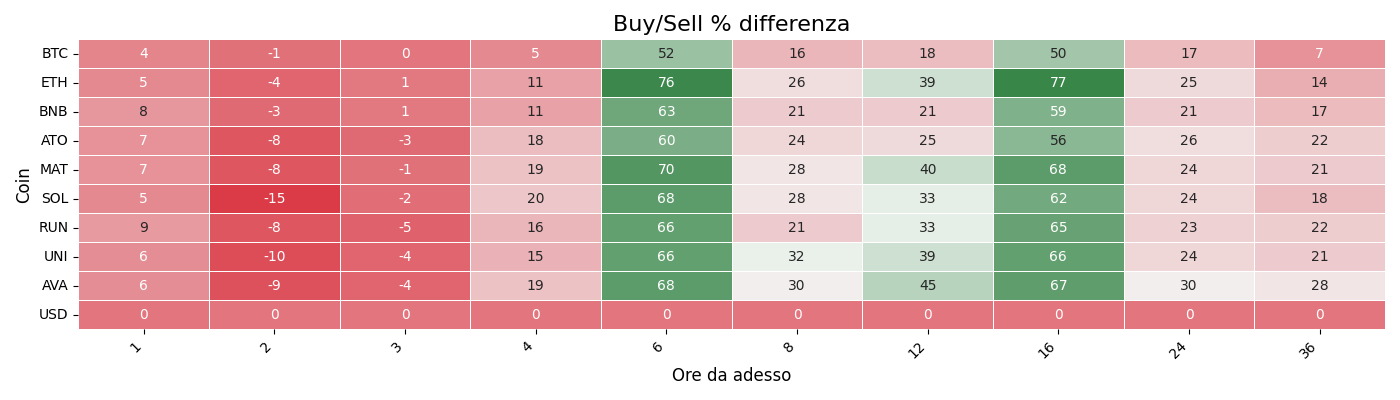 Buy/Sell % differenza
Coin
BTC 4 -1 0 5 52 16 18 50 17 7
ETH 5 -4 1 11 76 26 39 77 25 14
BNB 8 -3 1 11 63 21 21 59 21 17
ATO 7 -8 -3 18 60 24 25 56 26 22
MAT 7 -8 -1 19 70 28 40 68 24 21
SOL 5 -15 -2 20 68 28 33 62 24 18
RUN 9 -8 -5 16 66 21 33 65 23 22
UNI 6 -10 -4 15 66 32 39 66 24 21
AVA 6 -9 -4 19 68 30 45 67 30 28
USD 0 0 0 0 0 0 0 0 0 0
1 2 3 4 6 8 12 16 24 36
Ore da adesso